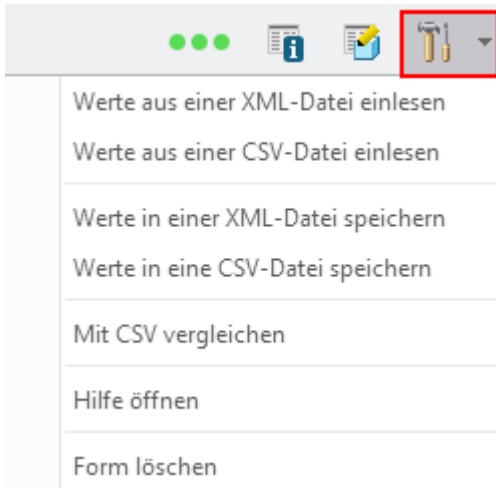 Werte aus einer XML-Datei einlesen
Werte aus einer CSV-Datei einlesen
Werte in einer XML-Datei speichern
Werte in eine CSV-Datei speichern
Mit CSV vergleichen
Hilfe öffnen
Form löschen